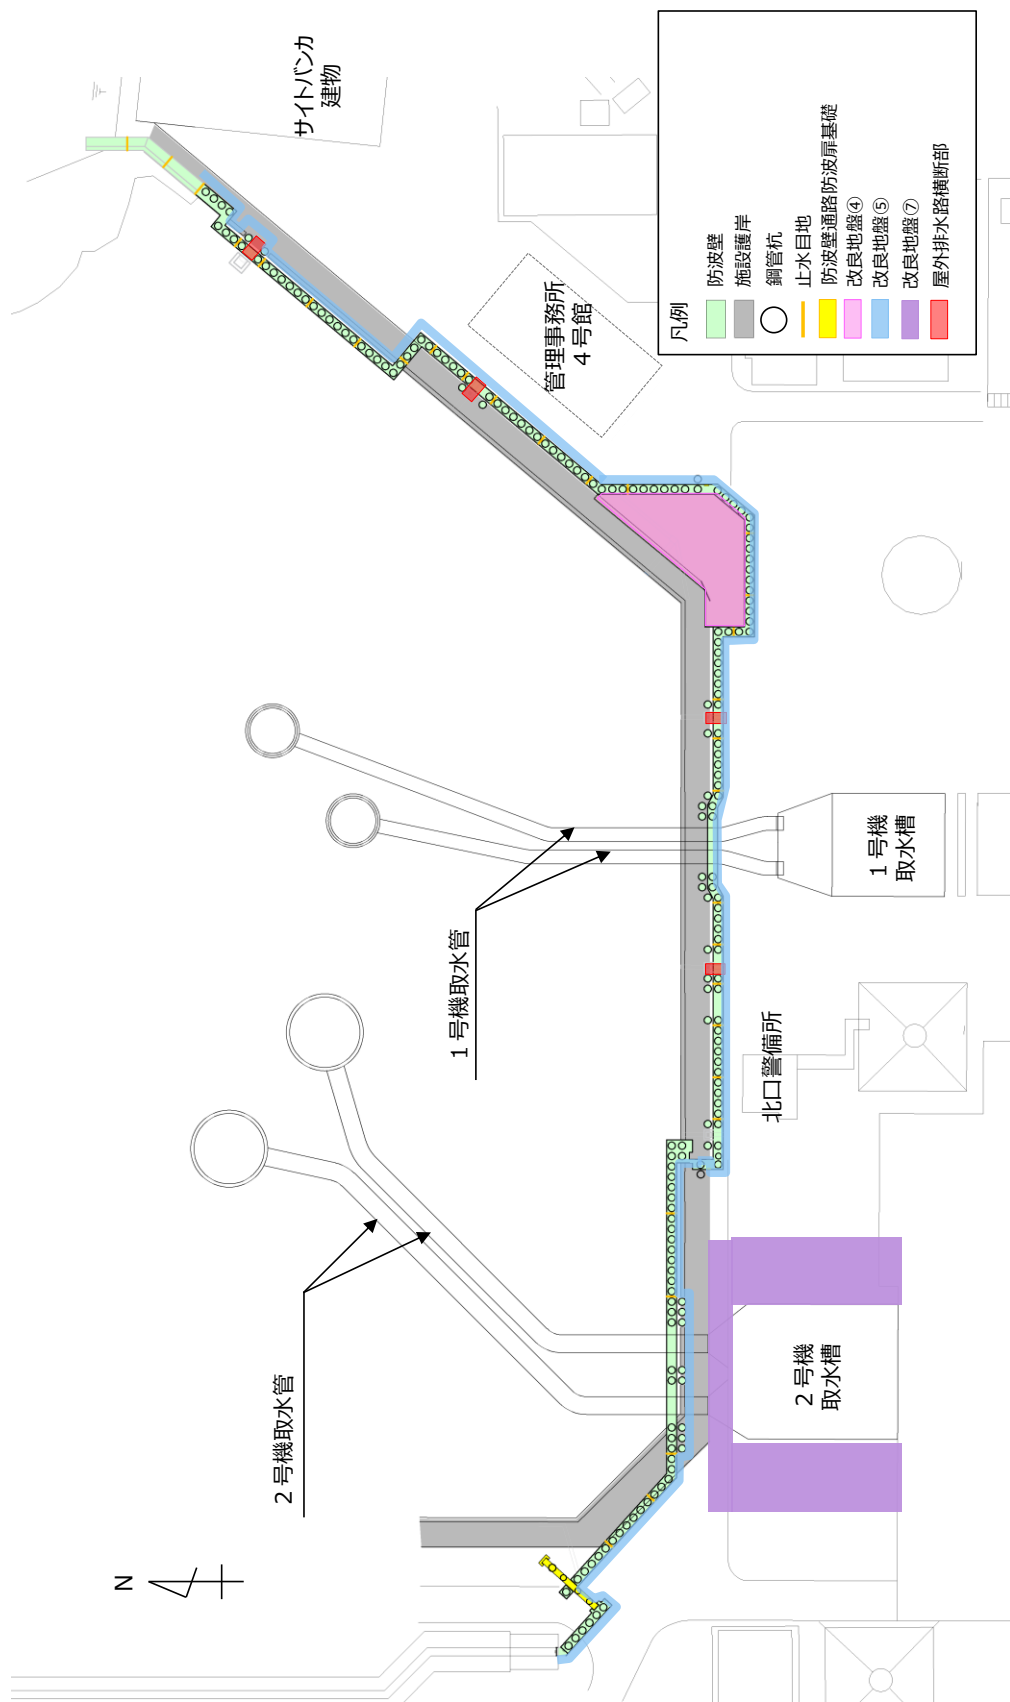 サイトバンカ
建物
凡例
防波壁
施設護岸
鋼管杭
止水目地
防波壁通路防波扉基礎
改良地盤④
改良地盤⑤
改良地盤⑦
屋外排水路横断部
管理事務所
４号館
１号機取水管
１号機
取水槽
北口警備所
２号機取水管
２号機
取水槽
N